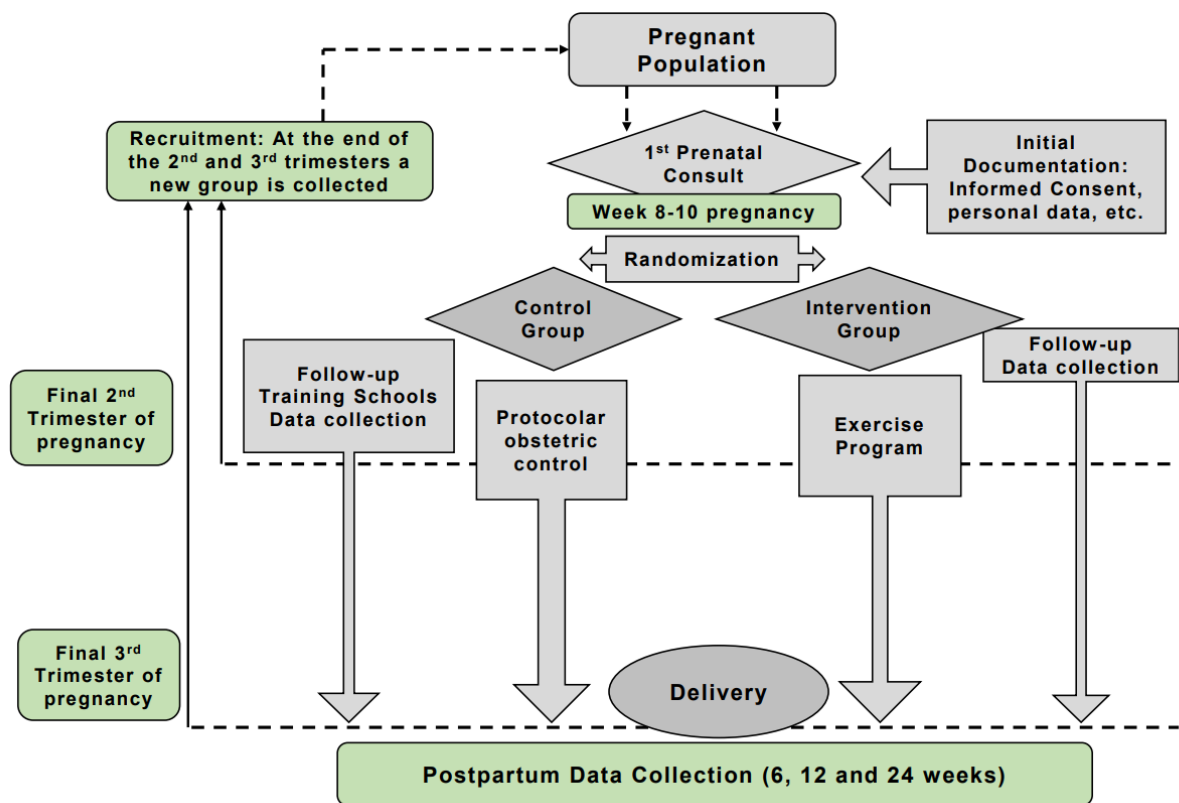 Pregnant
Population
Recruitment: At the end of
the 2nd and 3rd trimesters a
new group is collected
1st Prenatal
Consult
Initial
Documentation:
Informed Consent,
personal data, etc.
Week 8-10 pregnancy
Randomization
Control
Group
Intervention
Group
Follow-up
Training Schools
Data collection
Follow-up
Data collection
Final 2nd
Trimester of
pregnancy
Protocolar
obstetric
control
Exercise
Program
Final 3rd
Trimester of
pregnancy
Delivery
Postpartum Data Collection (6, 12 and 24 weeks)